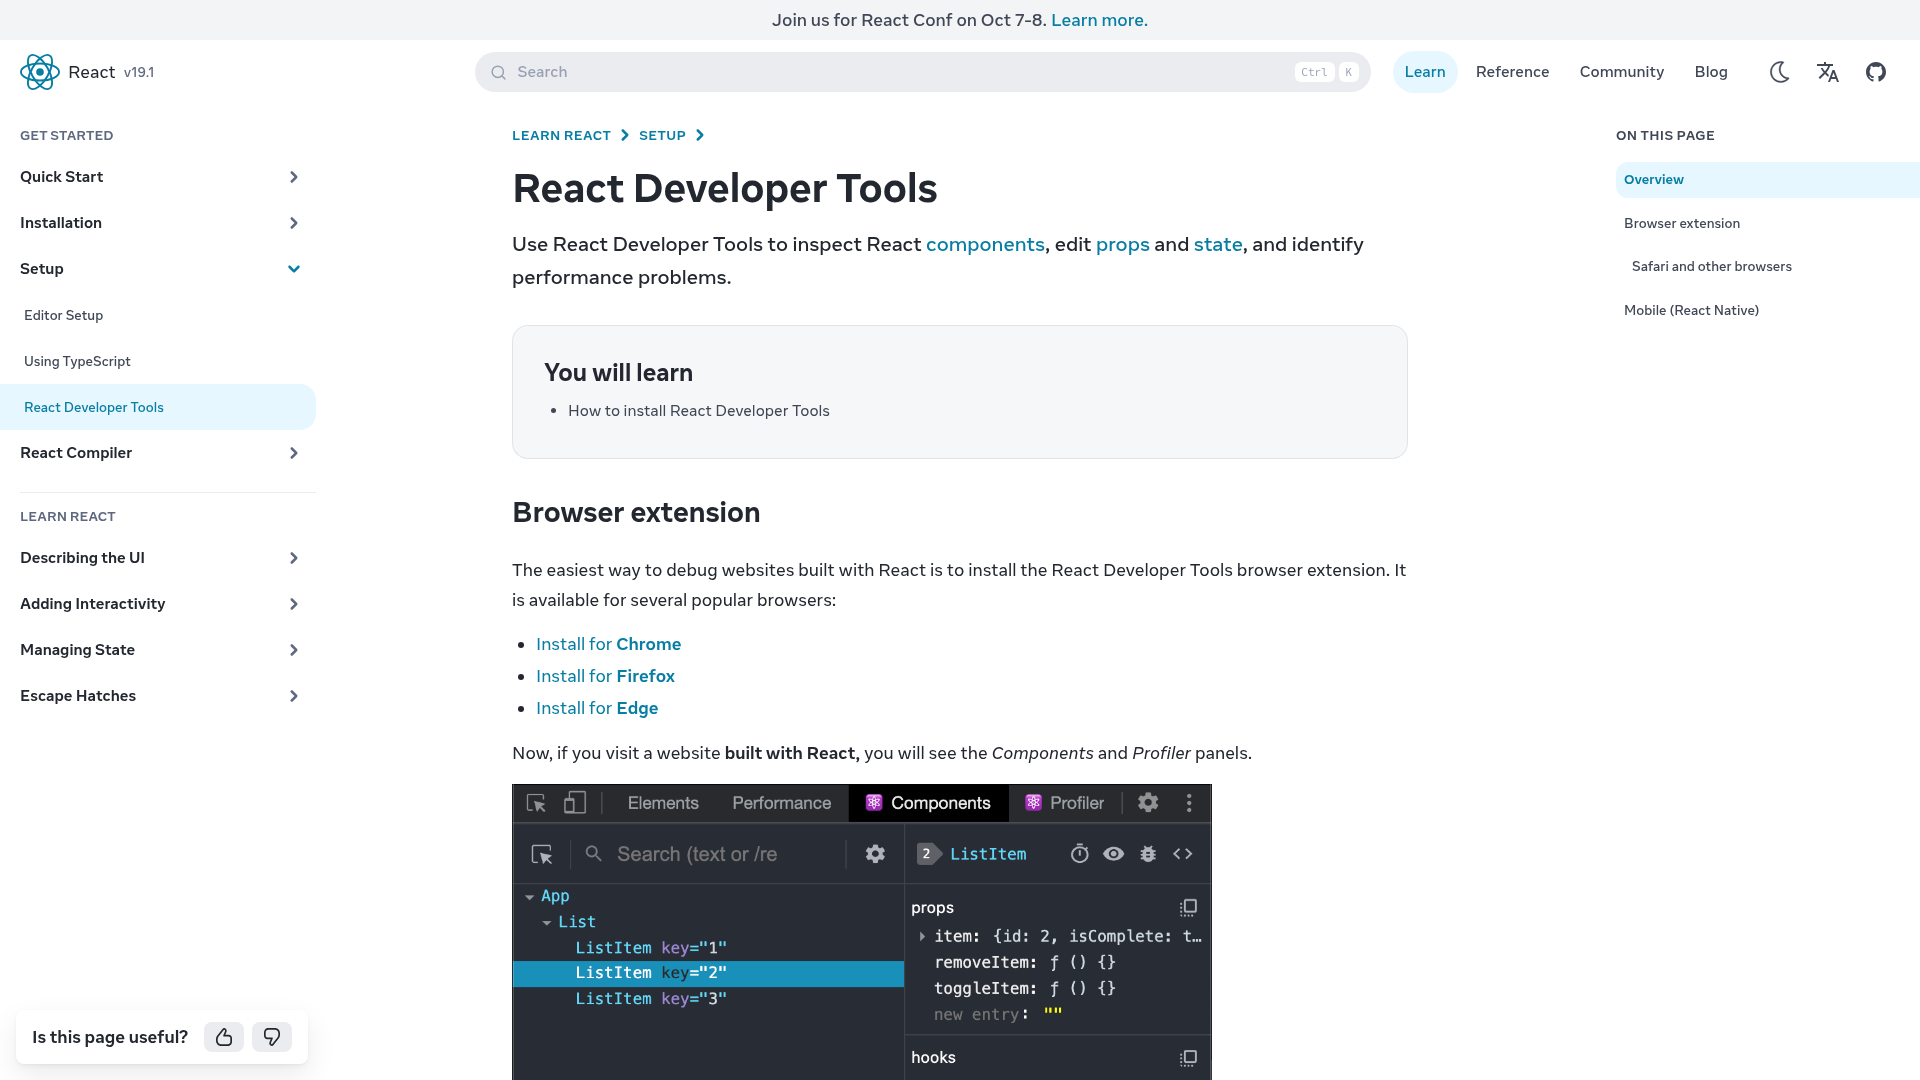 Join us for React Conf on Oct 7-8. Learn more.
React v19.1
Search
Ctrl K
Learn
Reference
Community
Blog
GET STARTED
Quick Start
Installation
Setup
Editor Setup
Using TypeScript
React Developer Tools
React Compiler
LEARN REACT
Describing the UI
Adding Interactivity
Managing State
Escape Hatches
Is this page useful?
LEARN REACT
SETUP
React Developer Tools
Use React Developer Tools to inspect React components, edit props and state, and identify
performance problems.
You will learn
How to install React Developer Tools
Browser extension
The easiest way to debug websites built with React is to install the React Developer Tools browser extension. It
is available for several popular browsers:
Install for Chrome
Install for Firefox
Install for Edge
Now, if you visit a website built with React, you will see the Components and Profiler panels.
Elements
Performance
Components
Profiler
Search (text or /re
App
List
ListItem key="1"
ListItem key="2"
ListItem key="3"
2 ListItem
props
item: {id: 2, isComplete: t…
removeItem: ƒ () {}
toggleItem: ƒ () {}
new entry: ""
hooks
ON THIS PAGE
Overview
Browser extension
Safari and other browsers
Mobile (React Native)